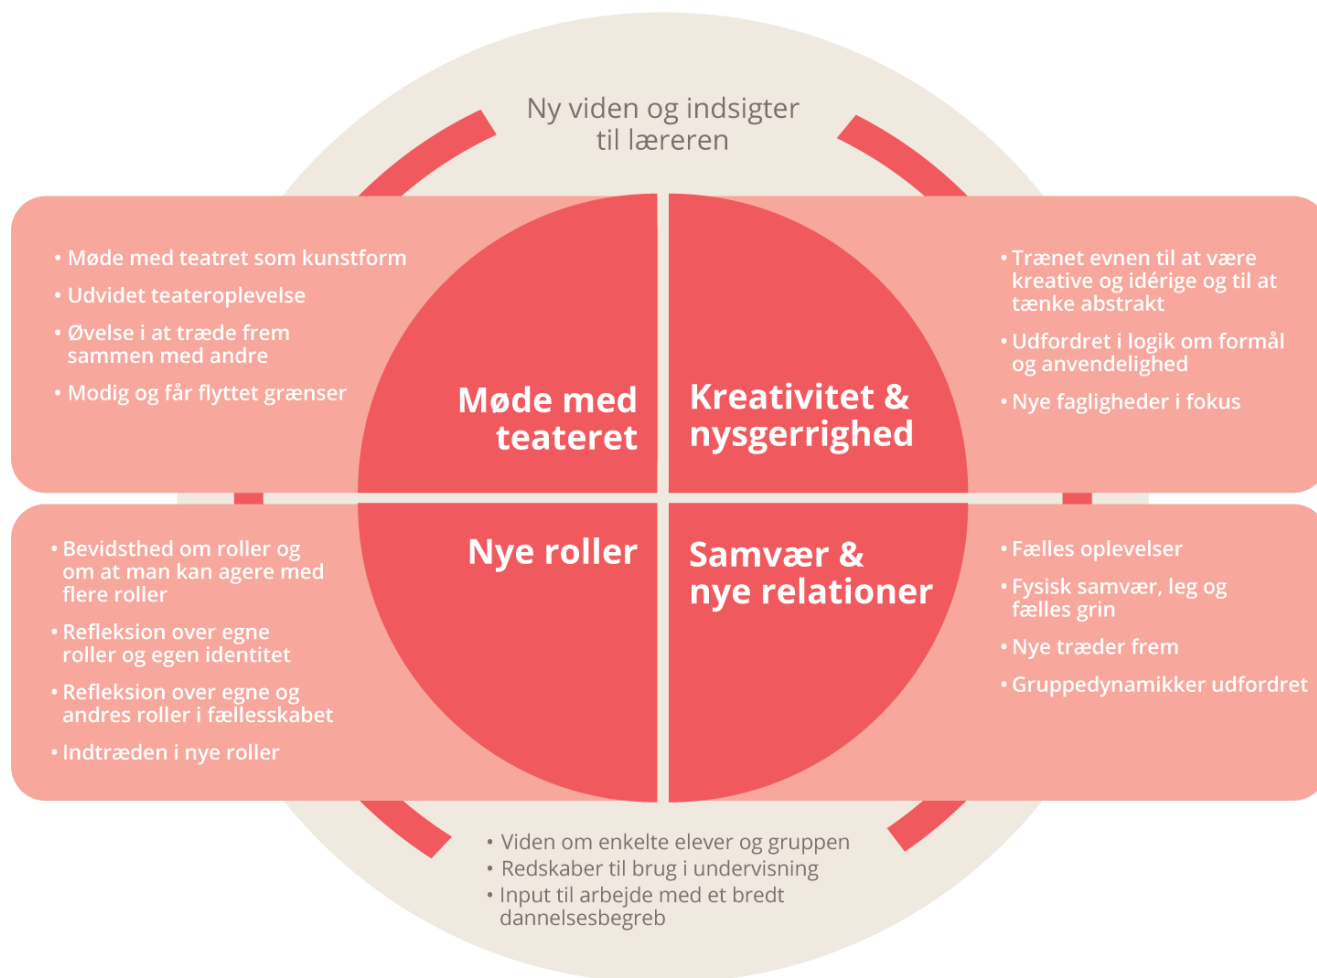 Ny viden og indsigter
til læreren
• Møde med teatret som kunstform
• Udvidet teateroplevelse
• Øvelse i at træde frem
sammen med andre
• Modig og får flyttet grænser
Møde med
teateret
Kreativitet &
nysgerrighed
• Trænet evnen til at være
kreative og idérige og til at
tænke abstrakt
• Udfordret i logik om formål
og anvendelighed
• Nye fagligheder i fokus
• Bevidsthed om roller og
om at man kan agere med
flere roller
• Refleksion over egne
roller og egen identitet
• Refleksion over egne og
andres roller i fællesskabet
• Indtræden i nye roller
Nye roller
Samvær &
nye relationer
• Fælles oplevelser
• Fysisk samvær, leg og
fælles grin
• Nye træder frem
• Gruppedynamikker udfordret
• Viden om enkelte elever og gruppen
• Redskaber til brug i undervisning
• Input til arbejde med et bredt
dannelsesbegreb